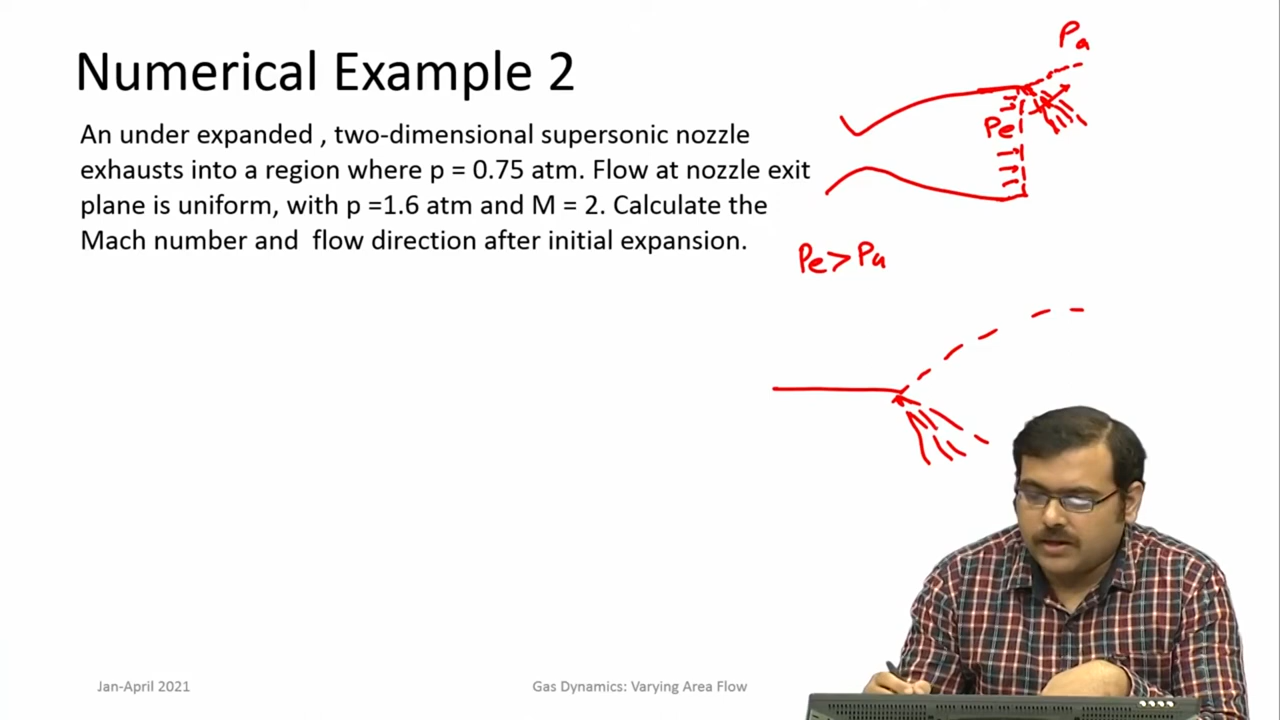 Numerical Example 2
An under expanded , two-dimensional supersonic nozzle
exhausts into a region where p = 0.75 atm. Flow at nozzle exit
plane is uniform, with p =1.6 atm and M = 2. Calculate the
Mach number and  flow direction after initial expansion.
Pa
Pe
Pe > Pa
Jan-April 2021
Gas Dynamics: Varying Area Flow